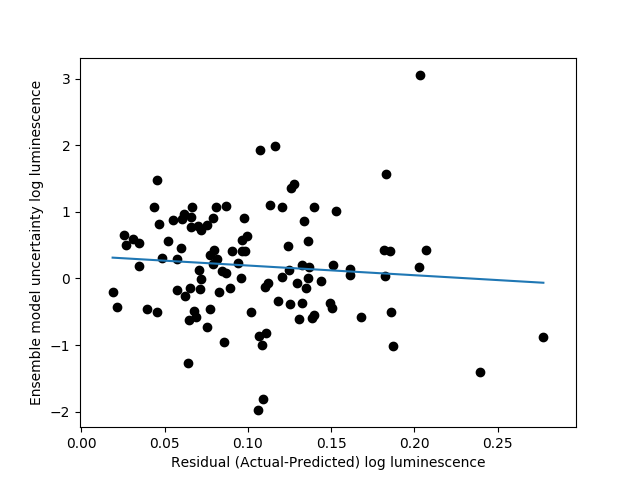 3
2
1
0
−1
−2
Ensemble model uncertainty log luminescence
0.00 0.05 0.10 0.15 0.20 0.25
Residual (Actual-Predicted) log luminescence